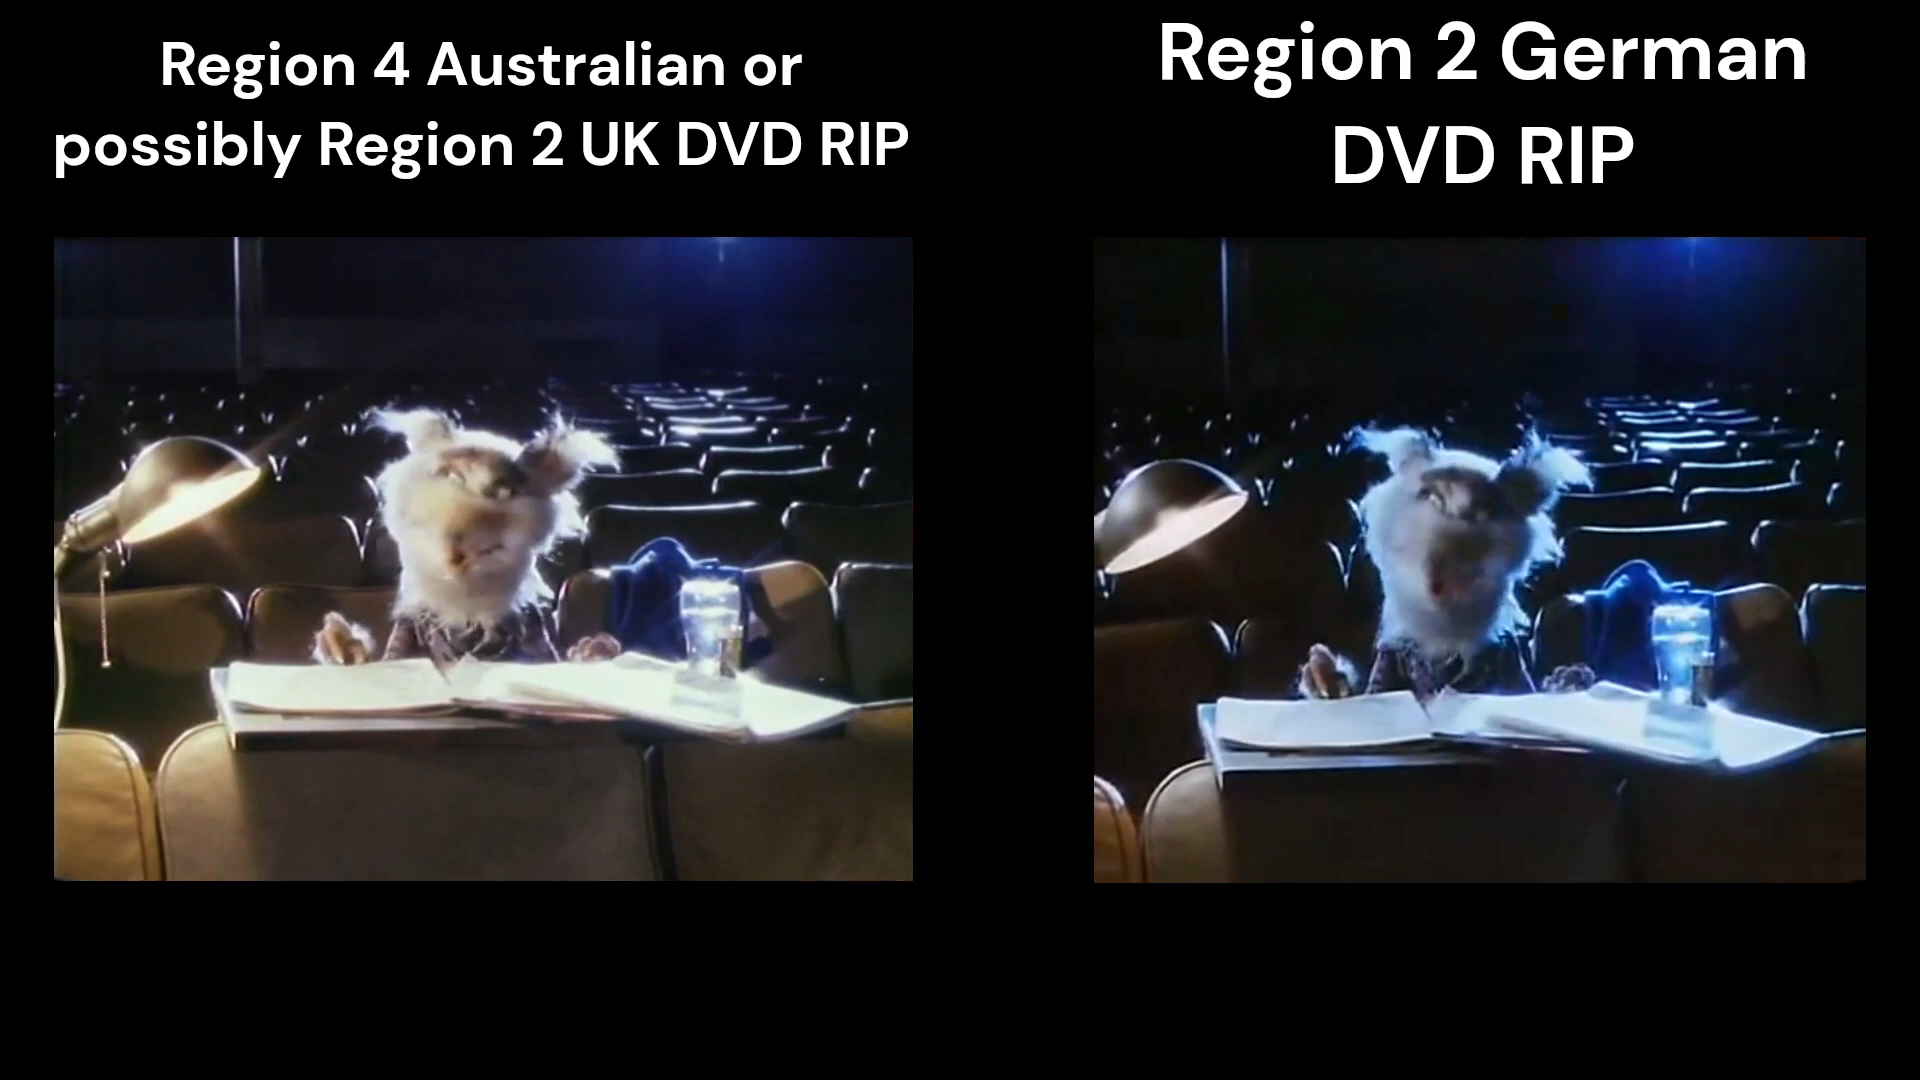 Region 4 Australian or
possibly Region 2 UK DVD RIP
Region 2 German
DVD RIP